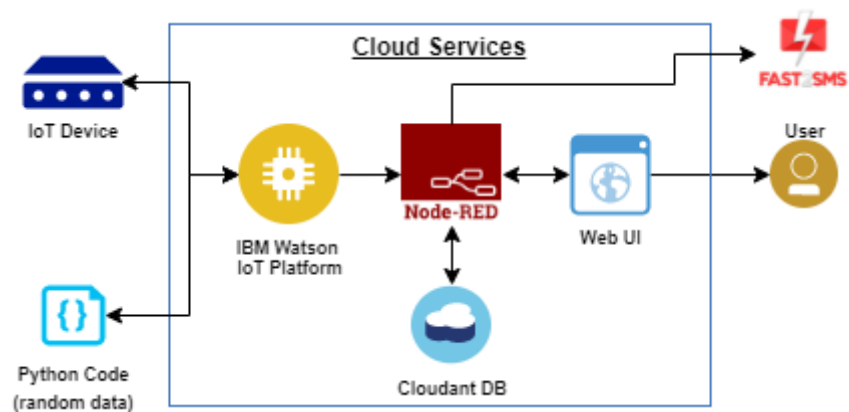 Cloud Services
FAST2SMS
IoT Device
User
Node-RED
Web UI
IBM Watson
IoT Platform
{}
Python Code
(random data)
Cloudant DB